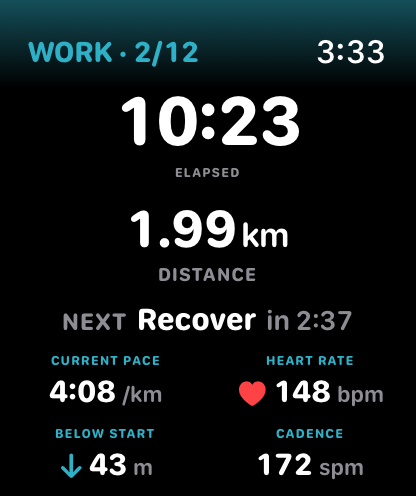 WORK · 2/12 3:33
10:23
ELAPSED
1.99 km
DISTANCE
NEXT Recover in 2:37
CURRENT PACE HEART RATE
4:08 /km 148 bpm
BELOW START CADENCE
43 m 172 spm